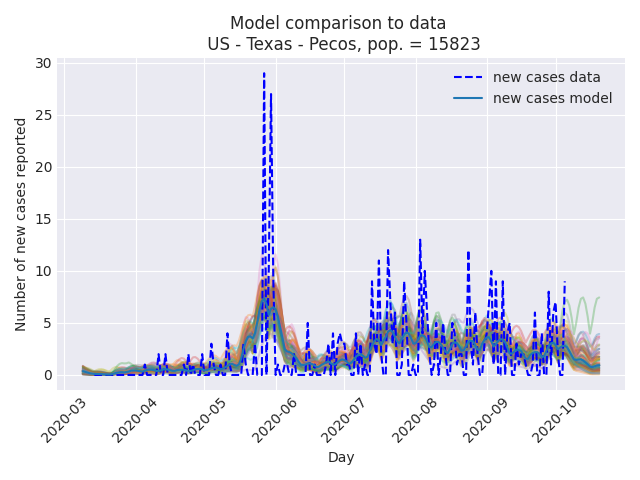 Model comparison to data
US - Texas - Pecos, pop. = 15823
new cases data
new cases model
Number of new cases reported
30
25
20
15
10
5
0
2020-03
2020-04
2020-05
2020-06
2020-07
2020-08
2020-09
2020-10
Day